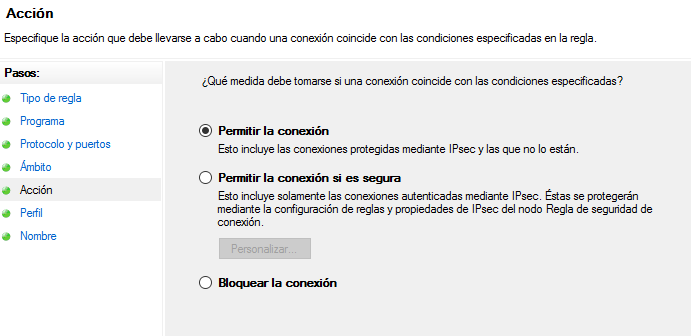 Acción
Especifique la acción que debe llevarse a cabo cuando una conexión coincide con las condiciones especificadas en la regla.
Pasos:
Tipo de regla
Programa
Protocolo y puertos
Ámbito
Acción
Perfil
Nombre
¿Qué medida debe tomarse si una conexión coincide con las condiciones especificadas?
Permitir la conexión
Esto incluye las conexiones protegidas mediante IPsec y las que no lo están.
Permitir la conexión si es segura
Esto incluye solamente las conexiones autenticadas mediante IPsec. Éstas se protegerán
mediante la configuración de reglas y propiedades de IPsec del nodo Regla de seguridad de
conexión.
Personalizar...
Bloquear la conexión